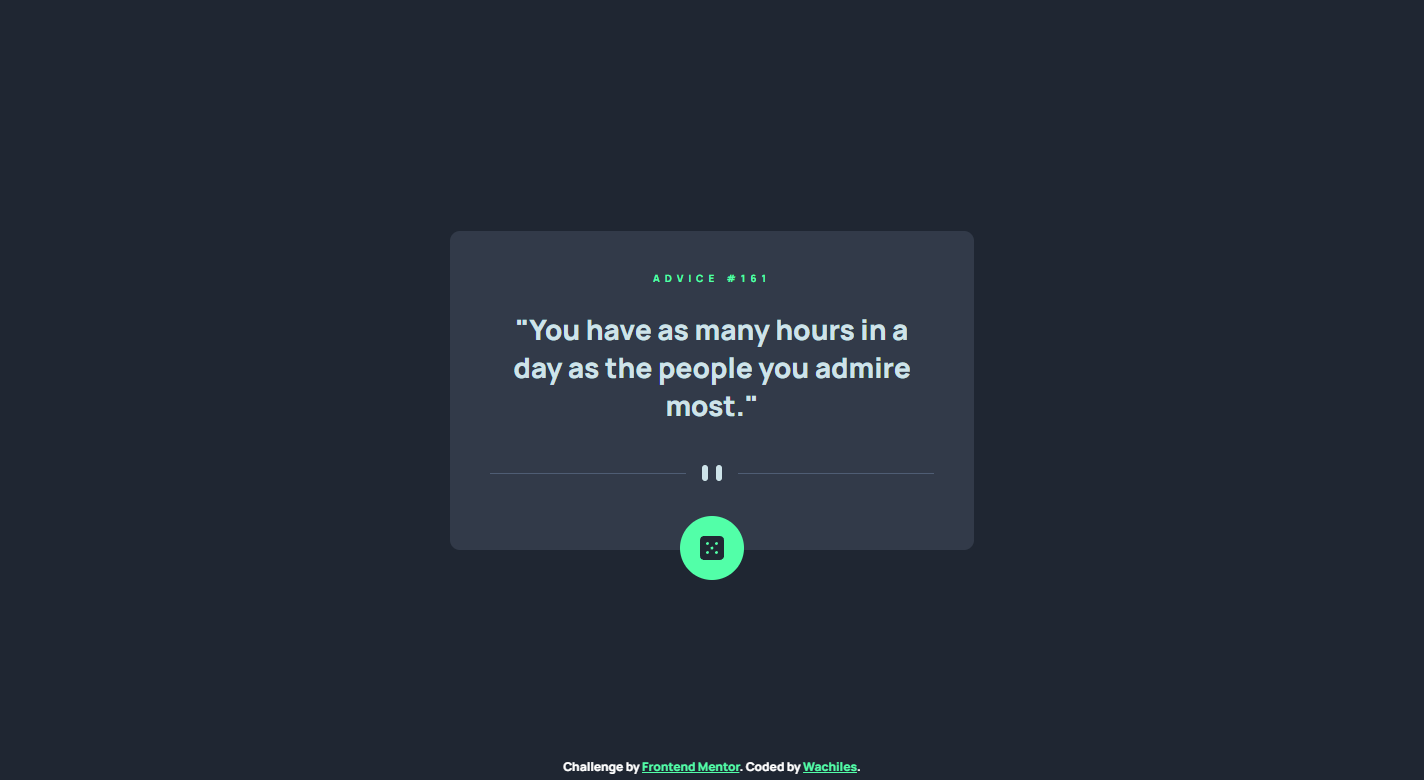 ADVICE #161
"You have as many hours in a
day as the people you admire
most."
Challenge by Frontend Mentor. Coded by Wachiles.